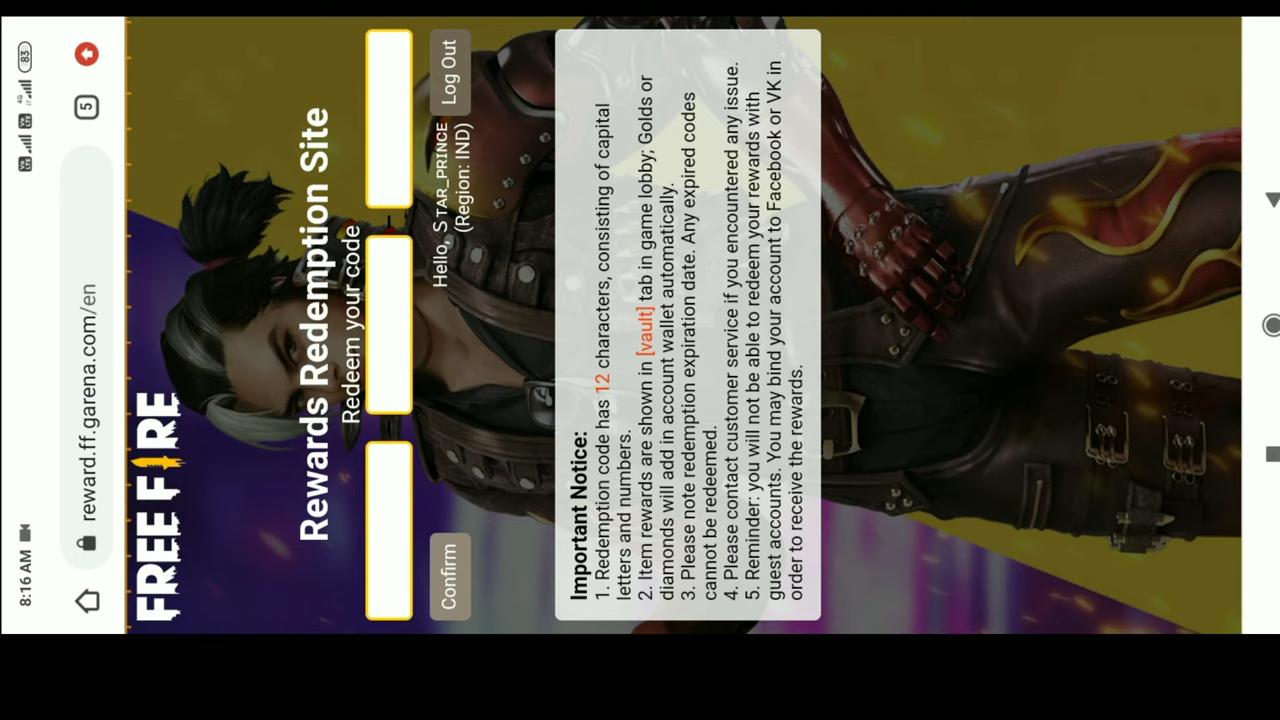 8:16 AM
83
4G
reward.ff.garena.com/en
5
FREE FIRE
Rewards Redemption Site
Redeem your code
Hello, STAR_PRINCE
(Region: IND)
Confirm
Log Out
Important Notice:
1. Redemption code has 12 characters, consisting of capital
letters and numbers.
2. Item rewards are shown in [vault] tab in game lobby; Golds or
diamonds will add in account wallet automatically.
3. Please note redemption expiration date. Any expired codes
cannot be redeemed.
4. Please contact customer service if you encountered any issue.
5. Reminder: you will not be able to redeem your rewards with
guest accounts. You may bind your account to Facebook or VK in
order to receive the rewards.